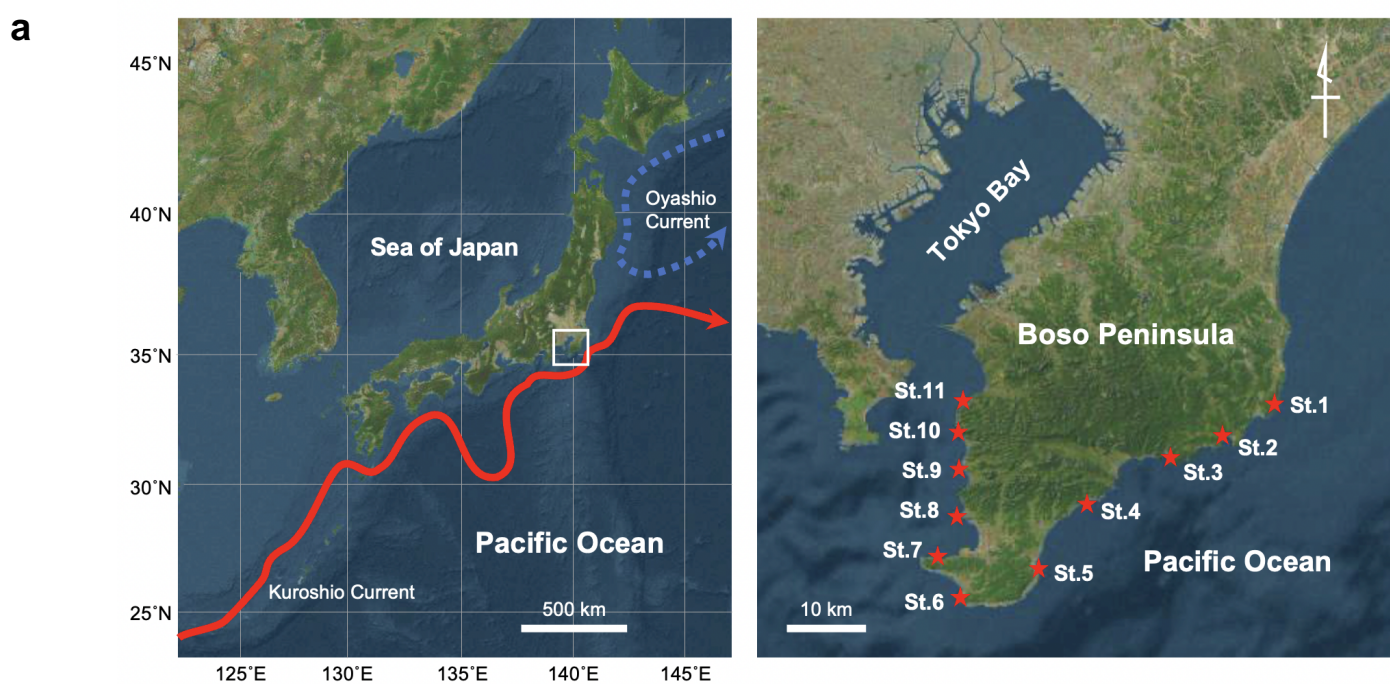 a
45°N
40°N
35°N
30°N
25°N
125°E
130°E
135°E
140°E
145°E
Oyashio
Current
Sea of Japan
Pacific Ocean
Kuroshio Current
500 km
Tokyo Bay
Boso Peninsula
St.11
St.10
St.9
St.8
St.7
St.6
St.1
St.2
St.3
St.4
St.5
Pacific Ocean
10 km